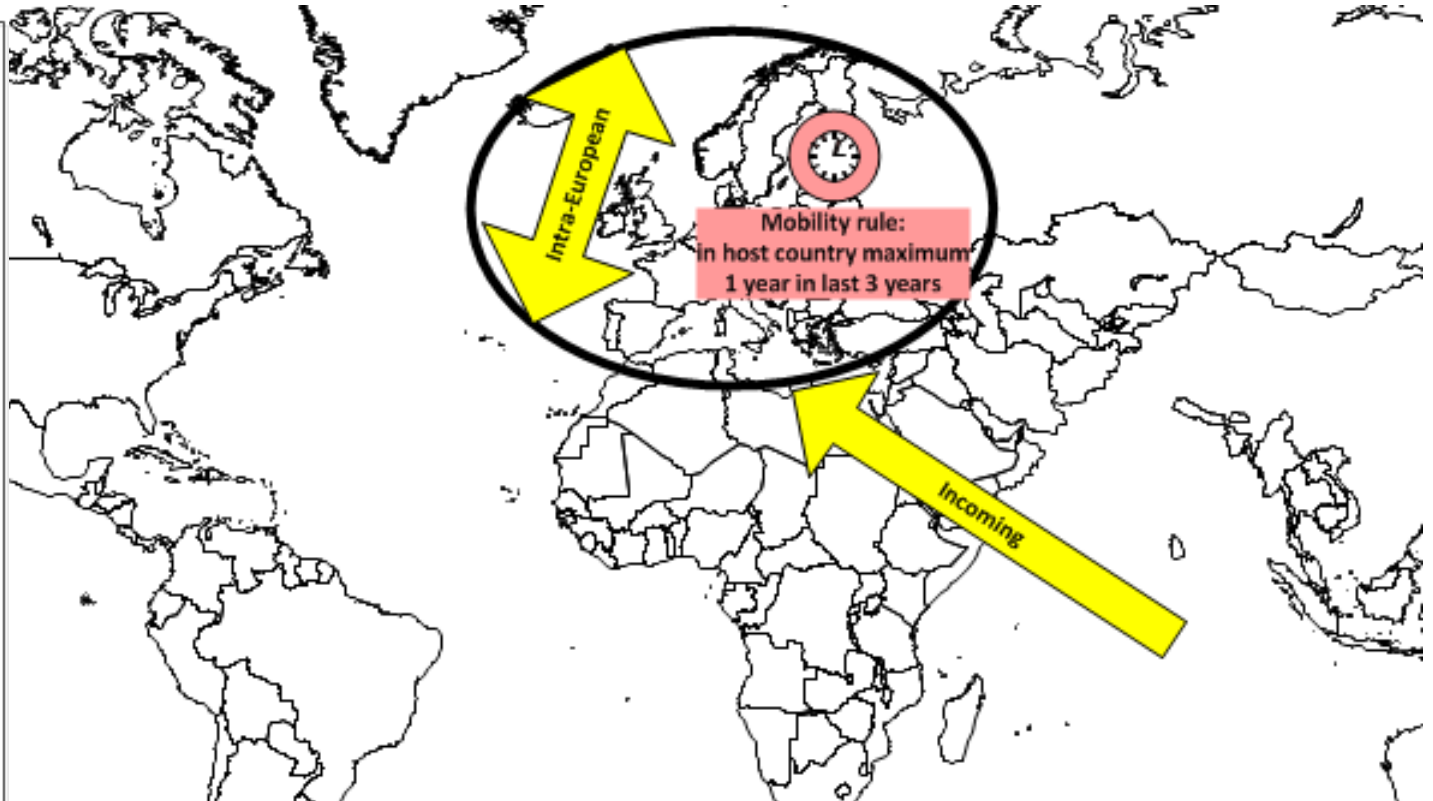 Intra-European
Mobility rule:
in host country maximum
1 year in last 3 years
Incoming